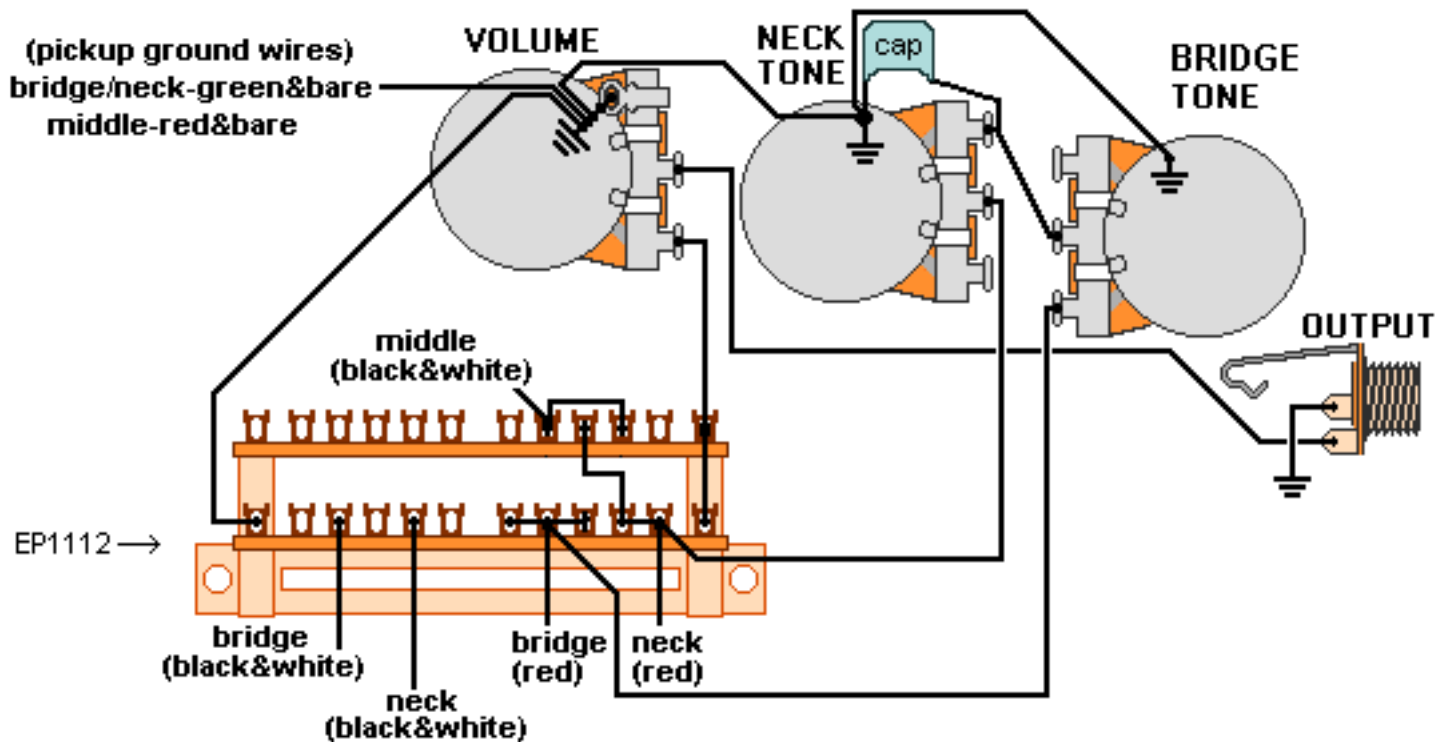 (pickup ground wires)
bridge/neck-green&bare
middle-red&bare
VOLUME
NECK
TONE
cap
BRIDGE
TONE
OUTPUT
middle
(black&white)
EP1112
bridge
(black&white)
neck
(black&white)
bridge
(red)
neck
(red)